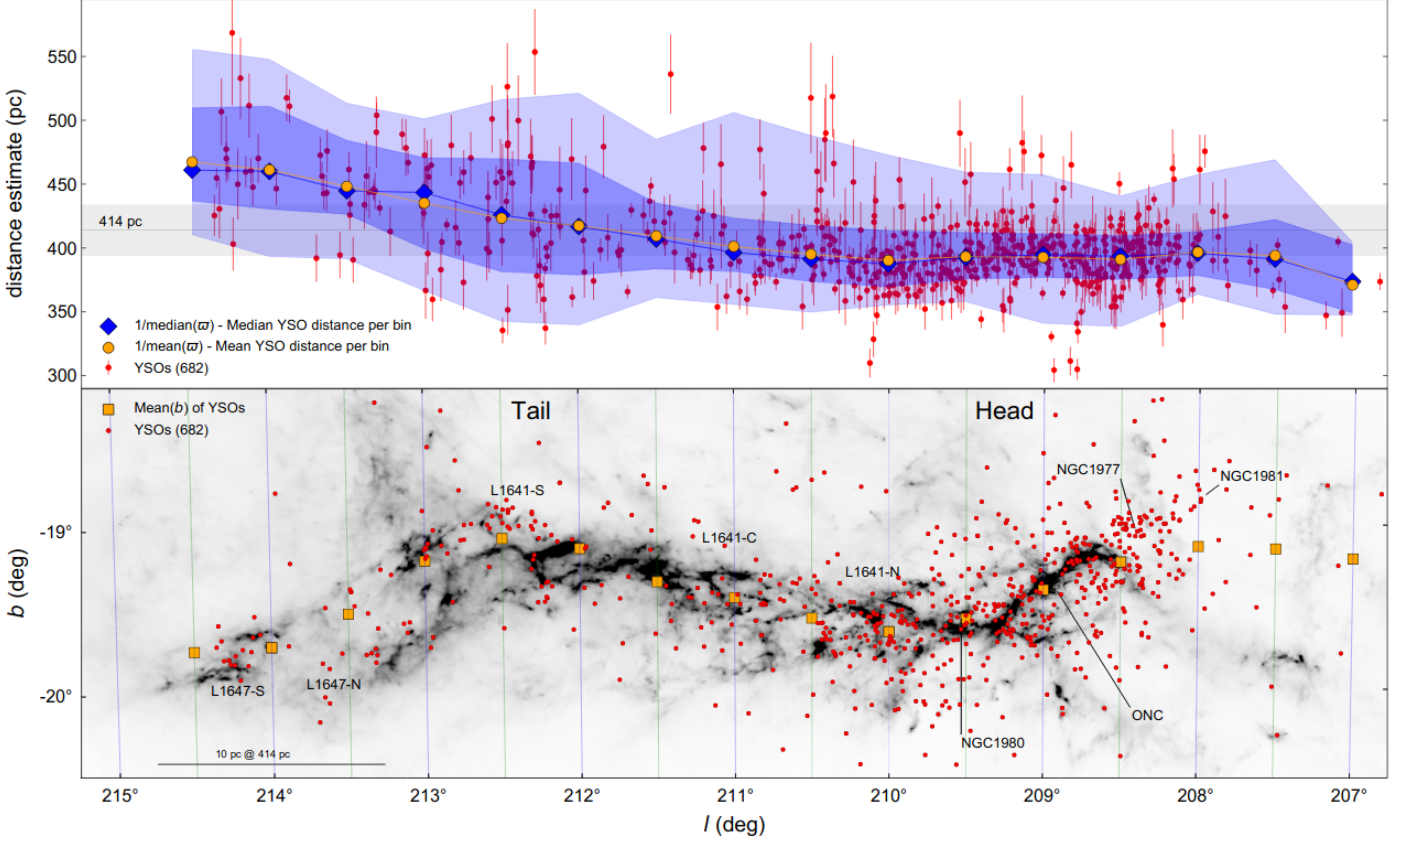 distance estimate (pc)
550
500
450
400
350
300
414 pc
1/median(ϖ) - Median YSO distance per bin
1/mean(ϖ) - Mean YSO distance per bin
YSOs (682)
Mean(b) of YSOs
YSOs (682)
Tail
Head
NGC1977
NGC1981
L1641-S
L1641-C
L1641-N
L1647-S
L1647-N
ONC
NGC1980
10 pc @ 414 pc
b (deg)
-19°
-20°
215° 214° 213° 212° 211° 210° 209° 208° 207°
l (deg)